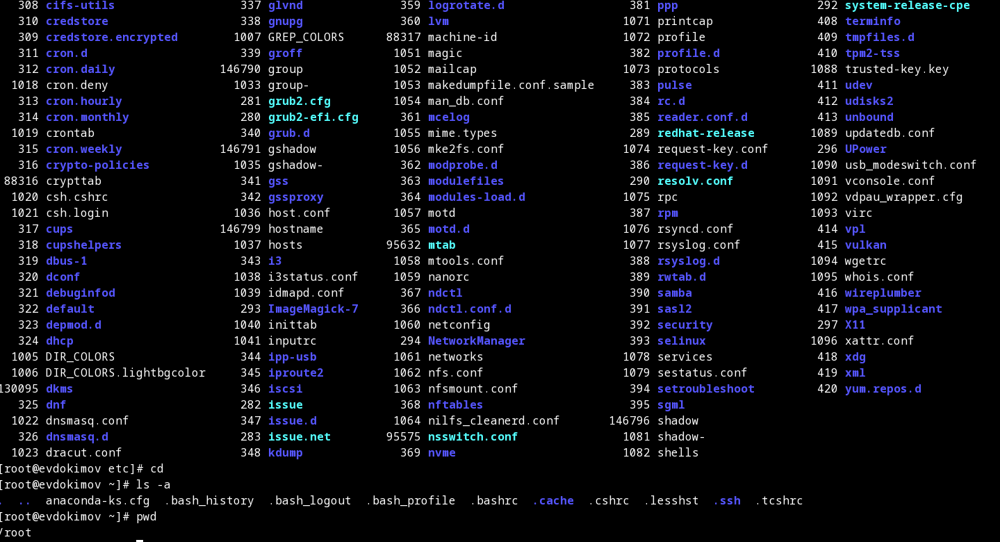 308 cifs-utils 337 glvnd 359 logrotate.d 381 ppp 292 system-release-cpe
310 credstore 338 gnupg 360 lvm 1071 printcap 408 terminfo
309 credstore.encrypted 1007 GREP_COLORS 88317 machine-id 1072 profile 409 tmpfiles.d
311 cron.d 339 groff 1051 magic 382 profile.d 410 tpm2-tss
312 cron.daily 146790 group 1052 mailcap 1073 protocols 1088 trusted-key.key
1018 cron.deny 1033 group- 1053 makedumpfile.conf.sample 383 pulse 411 udev
313 cron.hourly 281 grub2.cfg 1054 man_db.conf 384 rc.d 412 udisks2
314 cron.monthly 280 grub2-efi.cfg 361 mcelog 385 reader.conf.d 413 unbound
1019 crontab 340 grub.d 1055 mime.types 289 redhat-release 1089 updatedb.conf
315 cron.weekly 146791 gshadow 1056 mke2fs.conf 1074 request-key.conf 296 UPower
316 crypto-policies 1035 gshadow- 362 modprobe.d 386 request-key.d 1090 usb_modeswitch.conf
88316 crypttab 341 gss 363 modulefiles 290 resolv.conf 1091 vconsole.conf
1020 csh.cshrc 342 gssproxy 364 modules-load.d 1075 rpc 1092 vdpau_wrapper.cfg
1021 csh.login 1036 host.conf 1057 motd 387 rpm 1093 virc
317 cups 146799 hostname 365 motd.d 1076 rsyncd.conf 414 vpl
318 cupshelpers 1037 hosts 95632 mtab 1077 rsyslog.conf 415 vulkan
319 dbus-1 343 i3 1058 mtools.conf 388 rsyslog.d 1094 wgetrc
320 dconf 1038 i3status.conf 1059 nanorc 389 rwtab.d 1095 whois.conf
321 debuginfod 1039 idmapd.conf 367 ndctl 390 samba 416 wireplumber
322 default 293 ImageMagick-7 366 ndctl.conf.d 391 sasl2 417 wpa_supplicant
323 depmod.d 1040 inittab 1060 netconfig 392 security 297 X11
324 dhcp 1041 inputrc 294 NetworkManager 393 selinux 1096 xattr.conf
1005 DIR_COLORS 344 ipp-usb 1061 networks 1078 services 418 xdg
1006 DIR_COLORS.lightbgcolor 345 iproute2 1062 nfs.conf 1079 sestatus.conf 419 xml
130095 dkms 346 iscsi 1063 nfsmount.conf 394 setroubleshoot 420 yum.repos.d
325 dnf 282 issue 368 nftables 395 sgml
1022 dnsmasq.conf 347 issue.d 1064 nilfs_cleanerd.conf 146796 shadow
326 dnsmasq.d 283 issue.net 95575 nsswitch.conf 1081 shadow-
1023 dracut.conf 348 kdump 369 nvme 1082 shells
[root@evdokimov etc]# cd
[root@evdokimov ~]# ls -a
. .. anaconda-ks.cfg .bash_history .bash_logout .bash_profile .bashrc .cache .cshrc .lesshst .ssh .tcshrc
[root@evdokimov ~]# pwd
/root